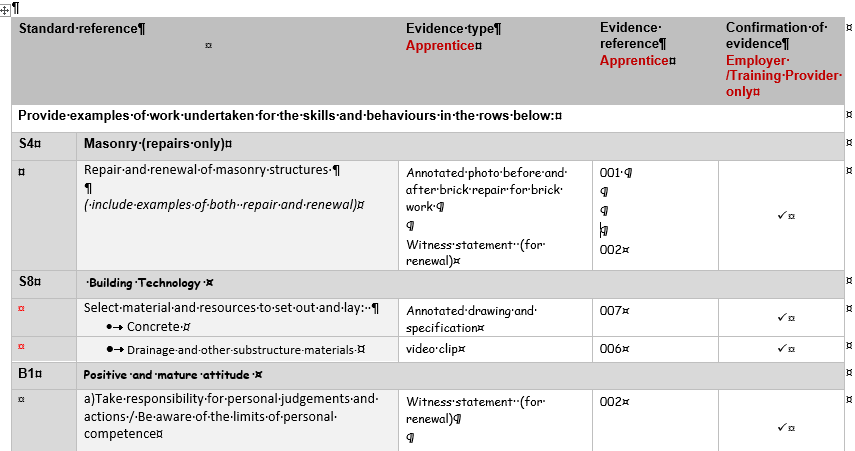 ¶
Standard reference¶
¤
Evidence type¶
Apprentice¤
Evidence
reference¶
Apprentice¤
Confirmation of
evidence¶
Employer
/Training Provider
only¤
¤
Provide examples of work undertaken for the skills and behaviours in the rows below:¤
¤
S4¤
Masonry (repairs only)¤
¤
¤
Repair and renewal of masonry structures ¶
¶
( include examples of both  repair and renewal)¤
Annotated photo before and
after brick repair for brick
work ¶
¶
Witness statement  (for
renewal)¤
001 ¶
¶
¶
¶
002¤
✓¤
¤
S8¤
Building Technology ¤
¤
¤
Select material and resources to set out and lay:  ¶
●→ Concrete ¤
Annotated drawing and
specification¤
007¤
✓¤
¤
¤
●→ Drainage and other substructure materials ¤
video clip¤
006¤
✓¤
¤
B1¤
Positive and mature attitude ¤
¤
¤
a)Take responsibility for personal judgements and
actions / Be aware of the limits of personal
competence¤
Witness statement  (for
renewal)¶
¶
002¤
✓¤
¤